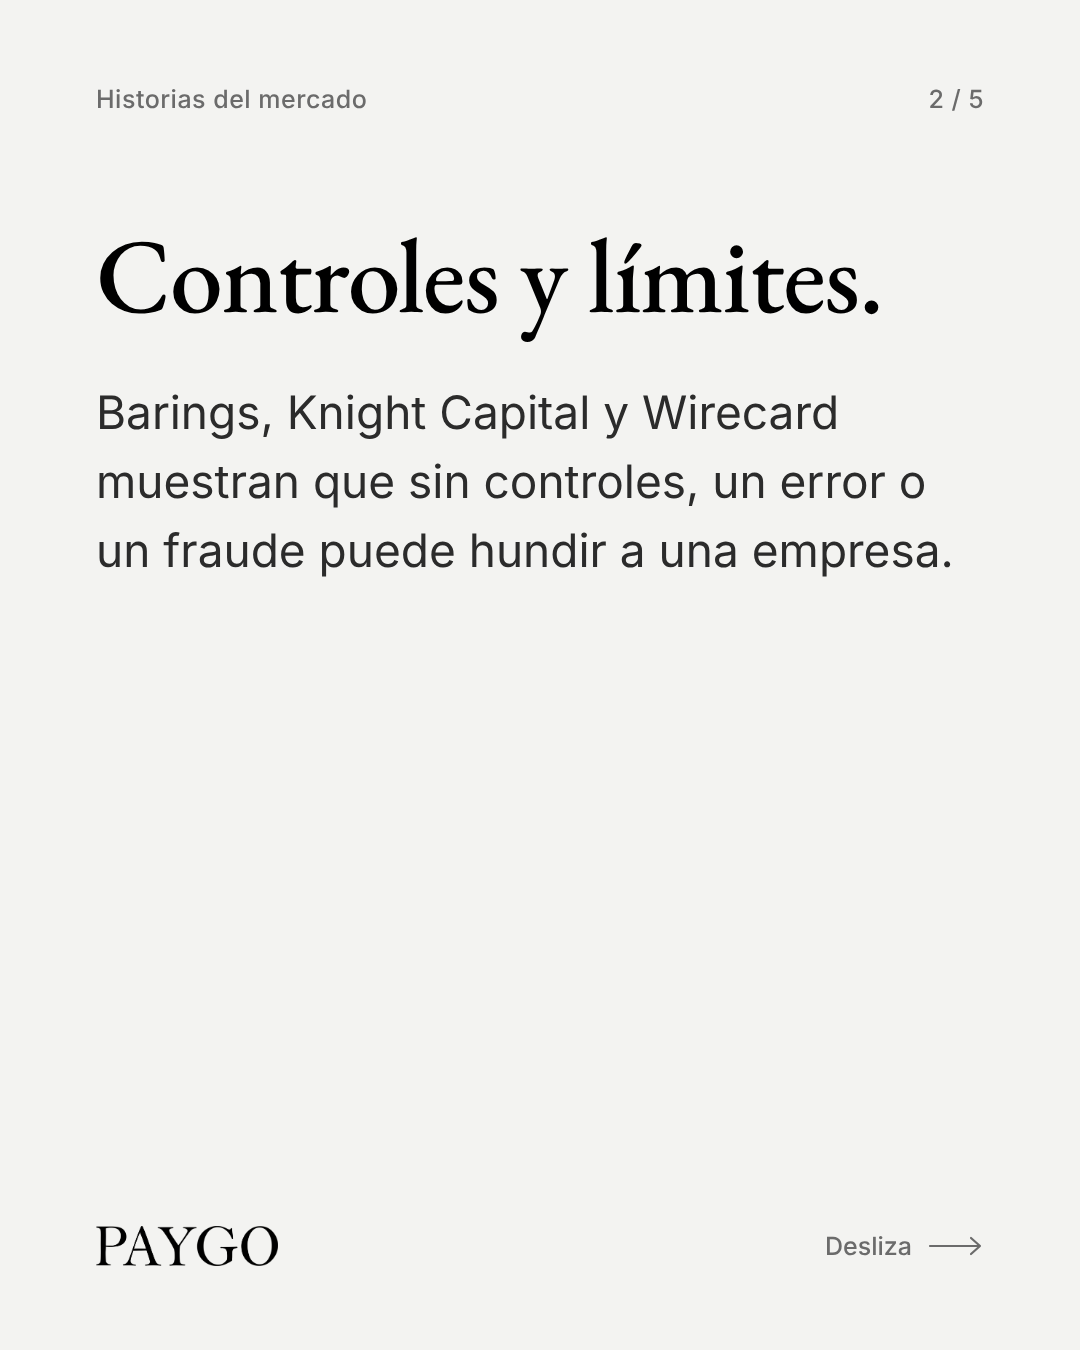 Historias del mercado
2 / 5
Controles y límites.
Barings, Knight Capital y Wirecard
muestran que sin controles, un error o
un fraude puede hundir a una empresa.
PAYGO
Desliza